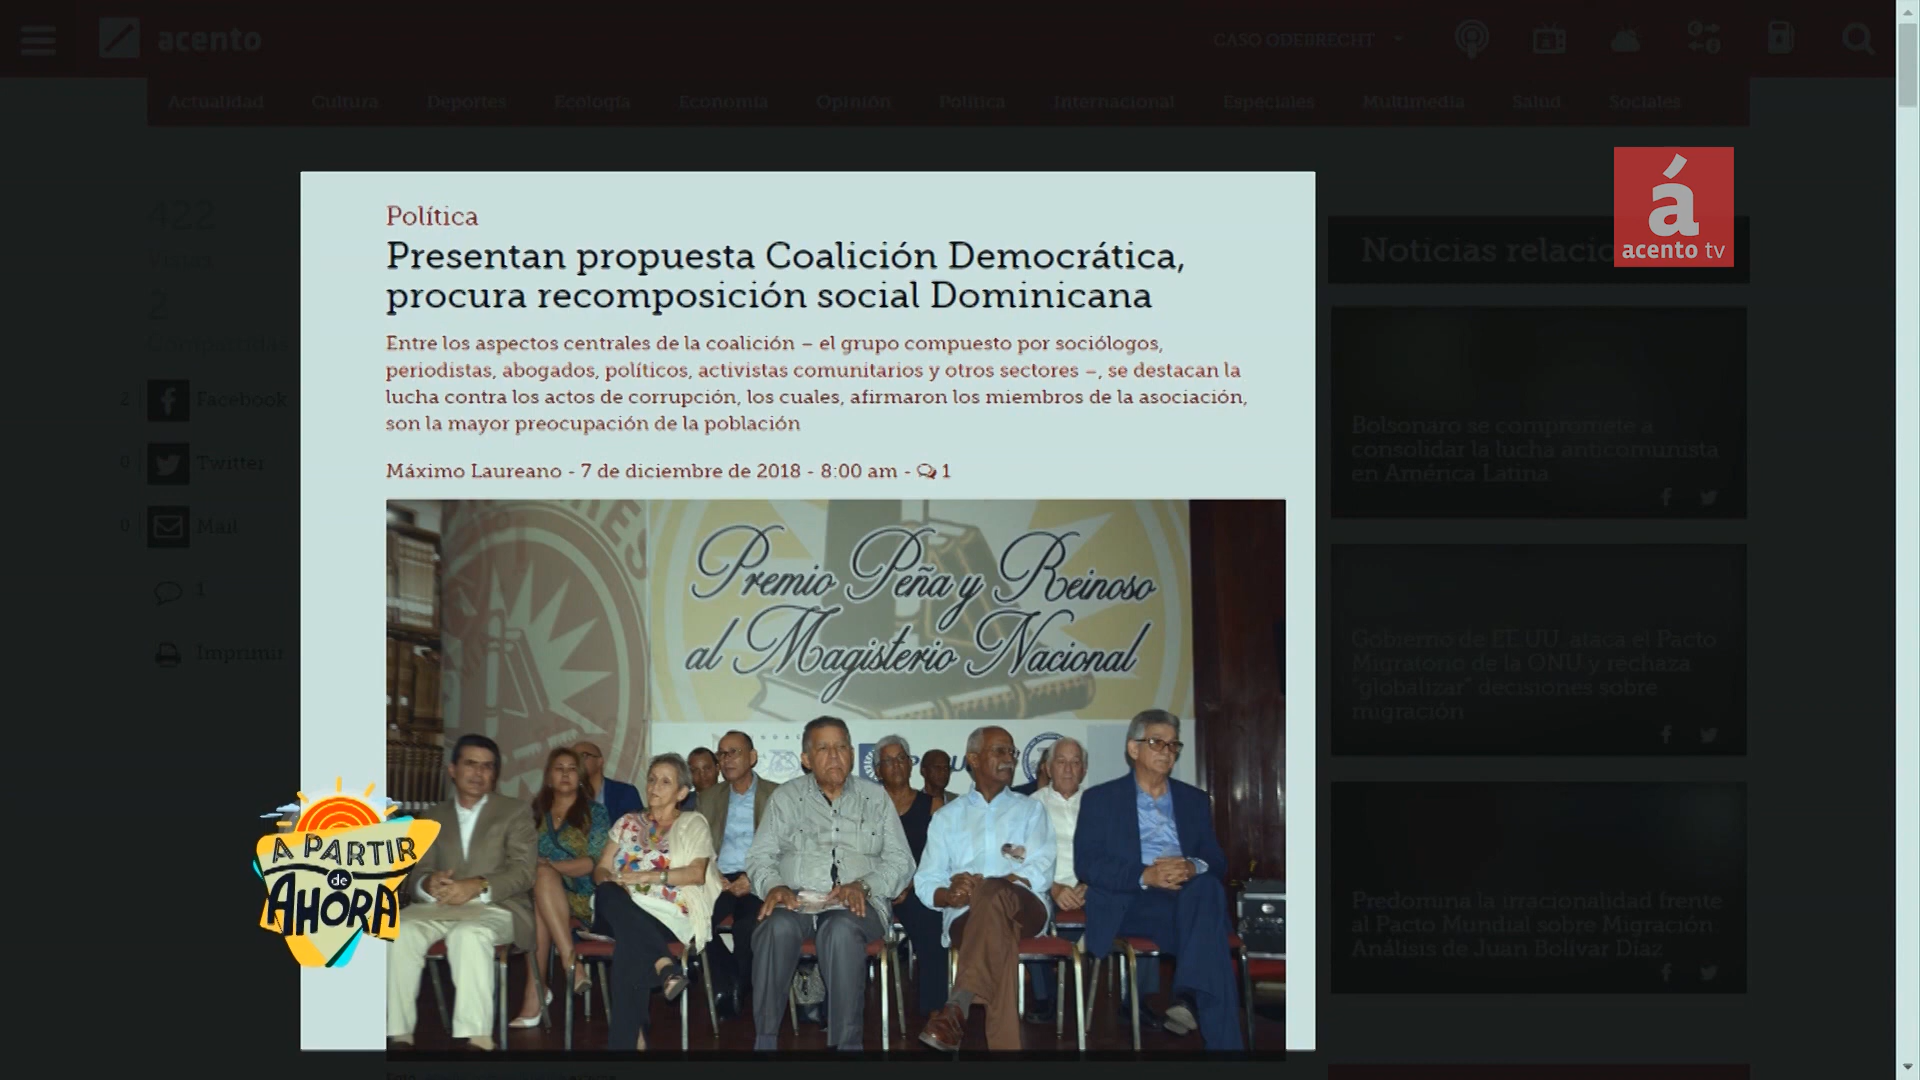 acento
CASO ODEBRECHT
Actualidad Cultura Deportes Ecología Economía Opinión Política Internacional Especiales Multimedia Salud Sociales
á
acento tv
422
Vistas
2
Compartidas
2 Facebook
0 Twitter
0 Mail
1
Imprimir
Política
Presentan propuesta Coalición Democrática,
procura recomposición social Dominicana
Entre los aspectos centrales de la coalición – el grupo compuesto por sociólogos,
periodistas, abogados, políticos, activistas comunitarios y otros sectores –, se destacan la
lucha contra los actos de corrupción, los cuales, afirmaron los miembros de la asociación,
son la mayor preocupación de la población
Máximo Laureano - 7 de diciembre de 2018 - 8:00 am - 1
Premio Peña y Reinoso
al Magisterio Nacional
A PARTIR
de
AHORA
Noticias
Bolsonaro se compromete a
consolidar la lucha anticomunista
en América Latina
Gobierno de EE.UU. ataca el Pacto
Migratorio de la ONU y rechaza
"globalizar" decisiones sobre
migración
Predomina la irracionalidad frente
al Pacto Mundial sobre Migración.
Análisis de Juan Bolívar Díaz